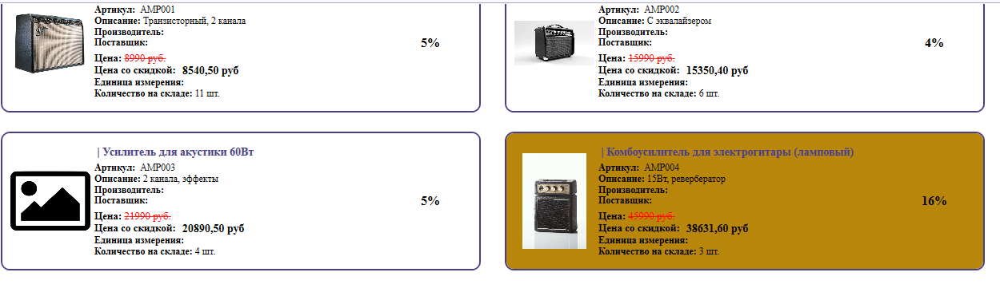 Артикул: AMP001
Описание: Транзисторный, 2 канала
Производитель:
Поставщик:
5%
Цена: 8990 руб.
Цена со скидкой: 8540,50 руб
Единица измерения:
Количество на складе: 11 шт.
Артикул: AMP002
Описание: С эквалайзером
Производитель:
Поставщик:
4%
Цена: 15990 руб.
Цена со скидкой: 15350,40 руб
Единица измерения:
Количество на складе: 6 шт.
| Усилитель для акустики 60Вт
Артикул: AMP003
Описание: 2 канала, эффекты
Производитель:
Поставщик:
5%
Цена: 21990 руб.
Цена со скидкой: 20890,50 руб
Единица измерения:
Количество на складе: 4 шт.
| Комбоусилитель для электрогитары (ламповый)
Артикул: AMP004
Описание: 15Вт, ревербератор
Производитель:
Поставщик:
16%
Цена: 45990 руб.
Цена со скидкой: 38631,60 руб
Единица измерения:
Количество на складе: 3 шт.